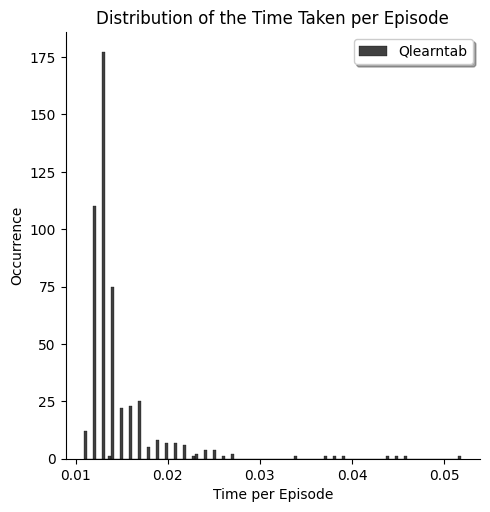 Distribution of the Time Taken per Episode
Qlearntab
175
150
125
100
75
50
25
0
Occurrence
0.01 0.02 0.03 0.04 0.05
Time per Episode